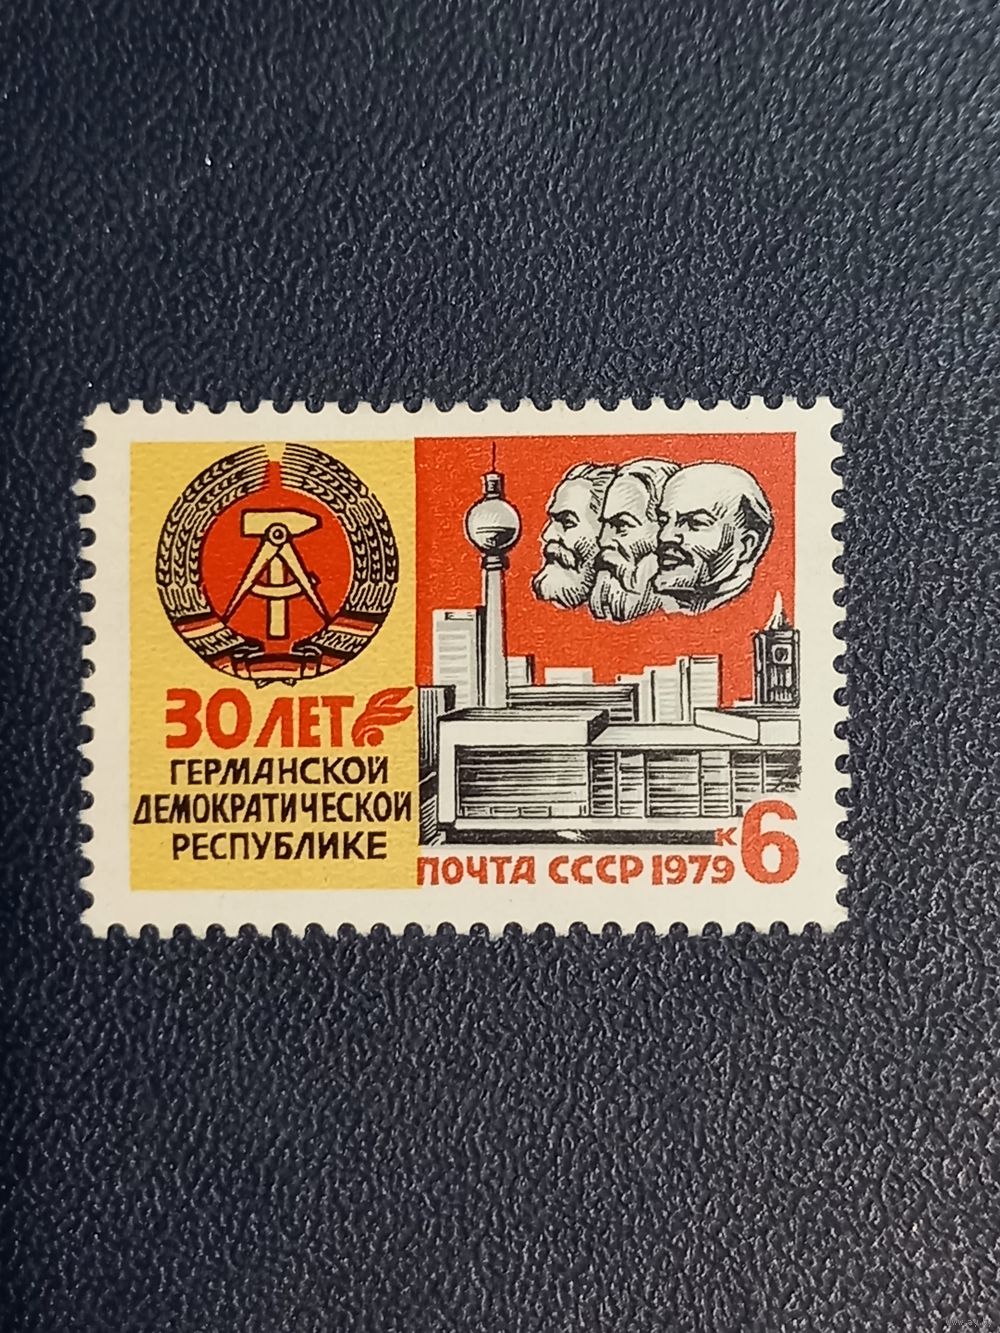 30 ЛЕТ
ГЕРМАНСКОЙ
ДЕМОКРАТИЧЕСКОЙ
РЕСПУБЛИКЕ
ПОЧТА СССР 1979 6 К